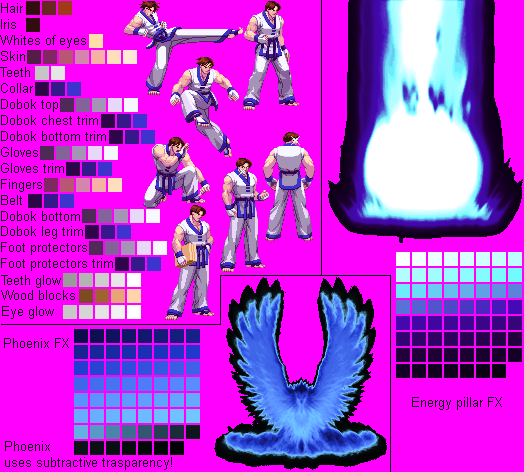 Hair
Iris
Whites of eyes
Skin
Teeth
Collar
Dobok top
Dobok chest trim
Dobok bottom trim
Gloves
Gloves trim
Fingers
Belt
Dobok bottom
Dobok leg trim
Foot protectors
Foot protectors trim
Teeth glow
Wood blocks
Eye glow
Phoenix FX
Phoenix
uses subtractive trasparency!
Energy pillar FX